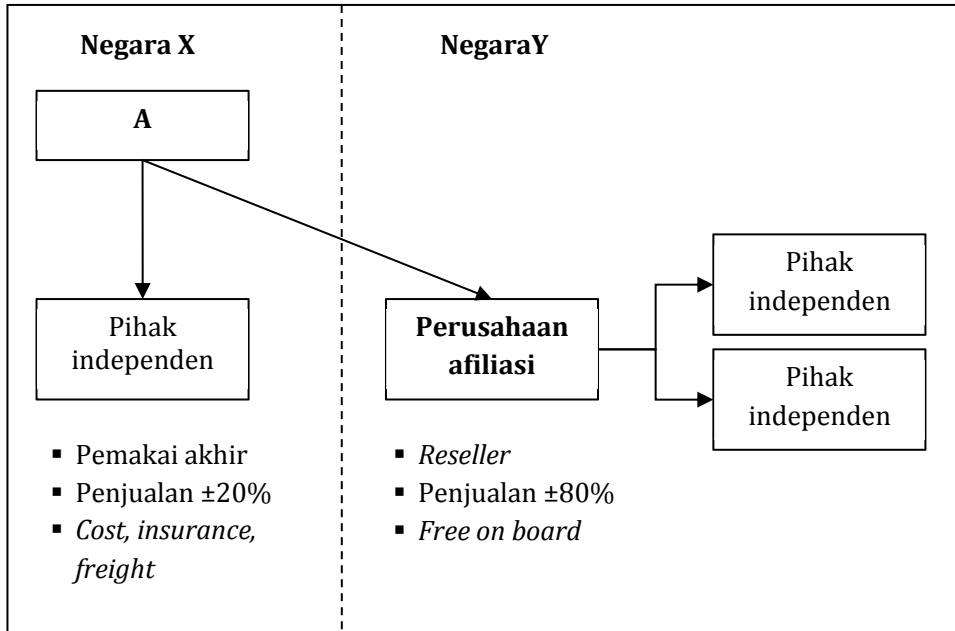 Negara X
NegaraY
A
Pihak
independen
Perusahaan
afiliasi
Pihak
independen
Pihak
independen
▪ Pemakai akhir
▪ Penjualan ±20%
▪ Cost, insurance,
freight
▪ Reseller
▪ Penjualan ±80%
▪ Free on board